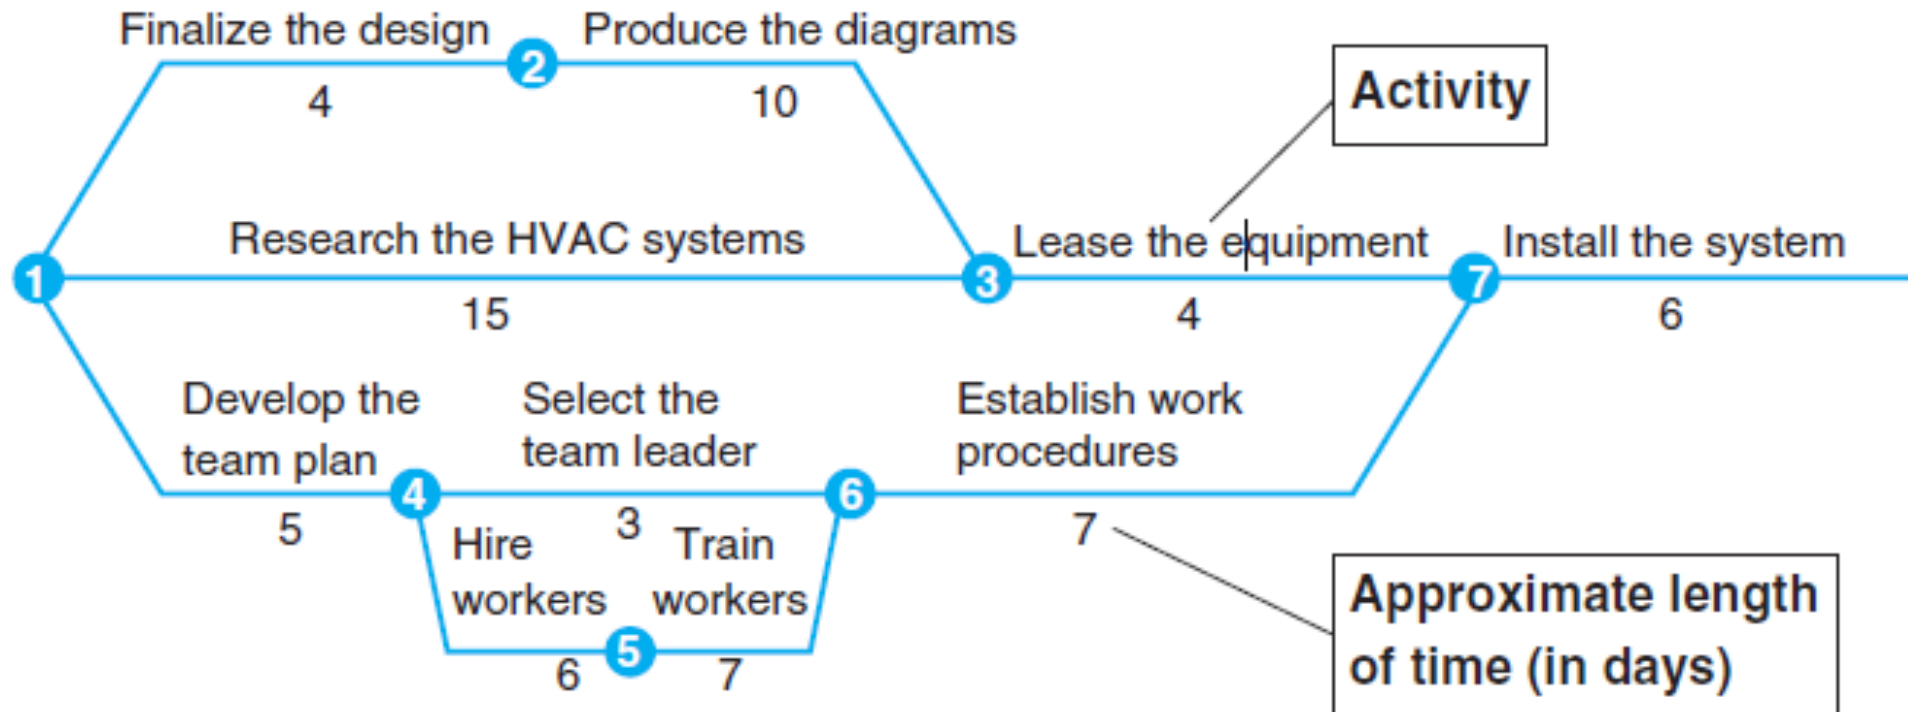 Finalize the design
2
Produce the diagrams
4
10
Activity
Research the HVAC systems
Lease the equipment
Install the system
1
3
7
15
4
6
Develop the
team plan
Select the
team leader
Establish work
procedures
4
6
5
3
7
Hire
workers
Train
workers
5
6
7
Approximate length
of time (in days)